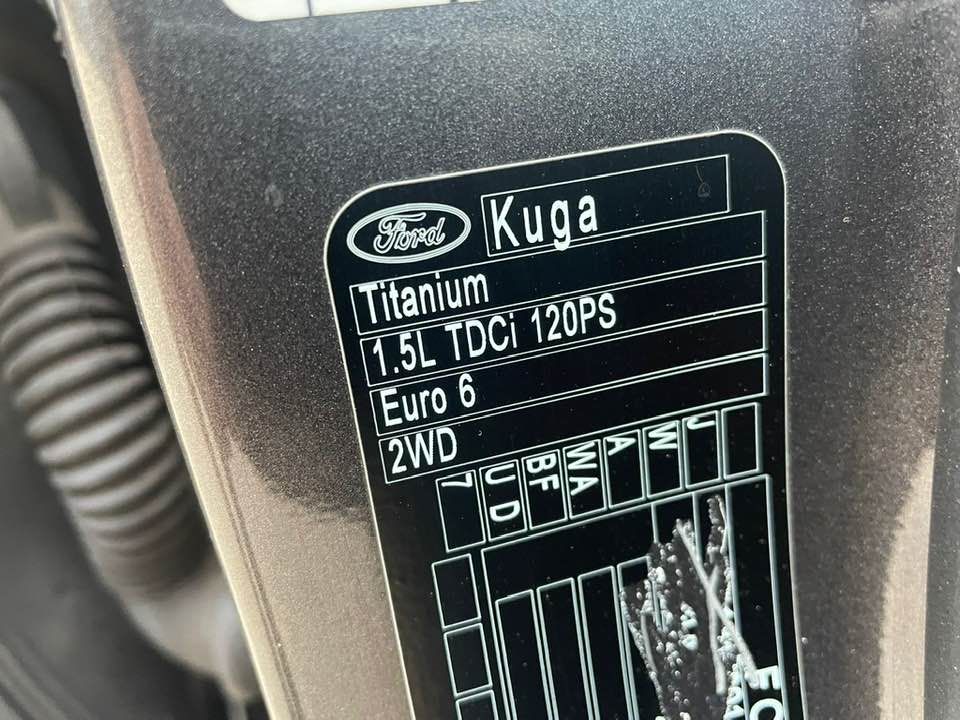 Ford
Kuga
Titanium
1.5L TDCi 120PS
Euro 6
2WD
7 UD BF WA A W J